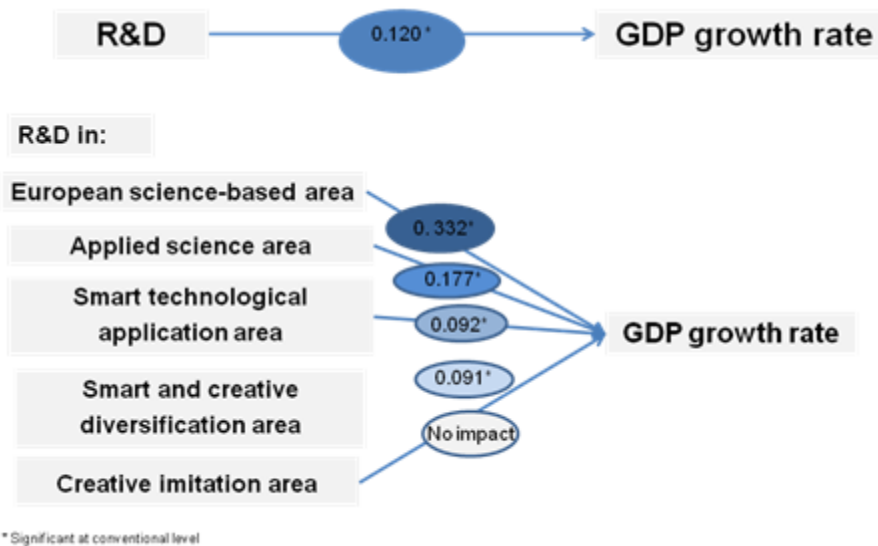 R&D
0.120*
GDP growth rate
R&D in:
European science-based area
0.332*
Applied science area
0.177*
Smart technological
application area
0.092*
GDP growth rate
Smart and creative
diversification area
0.091*
No impact
Creative imitation area
* Significant at conventional level